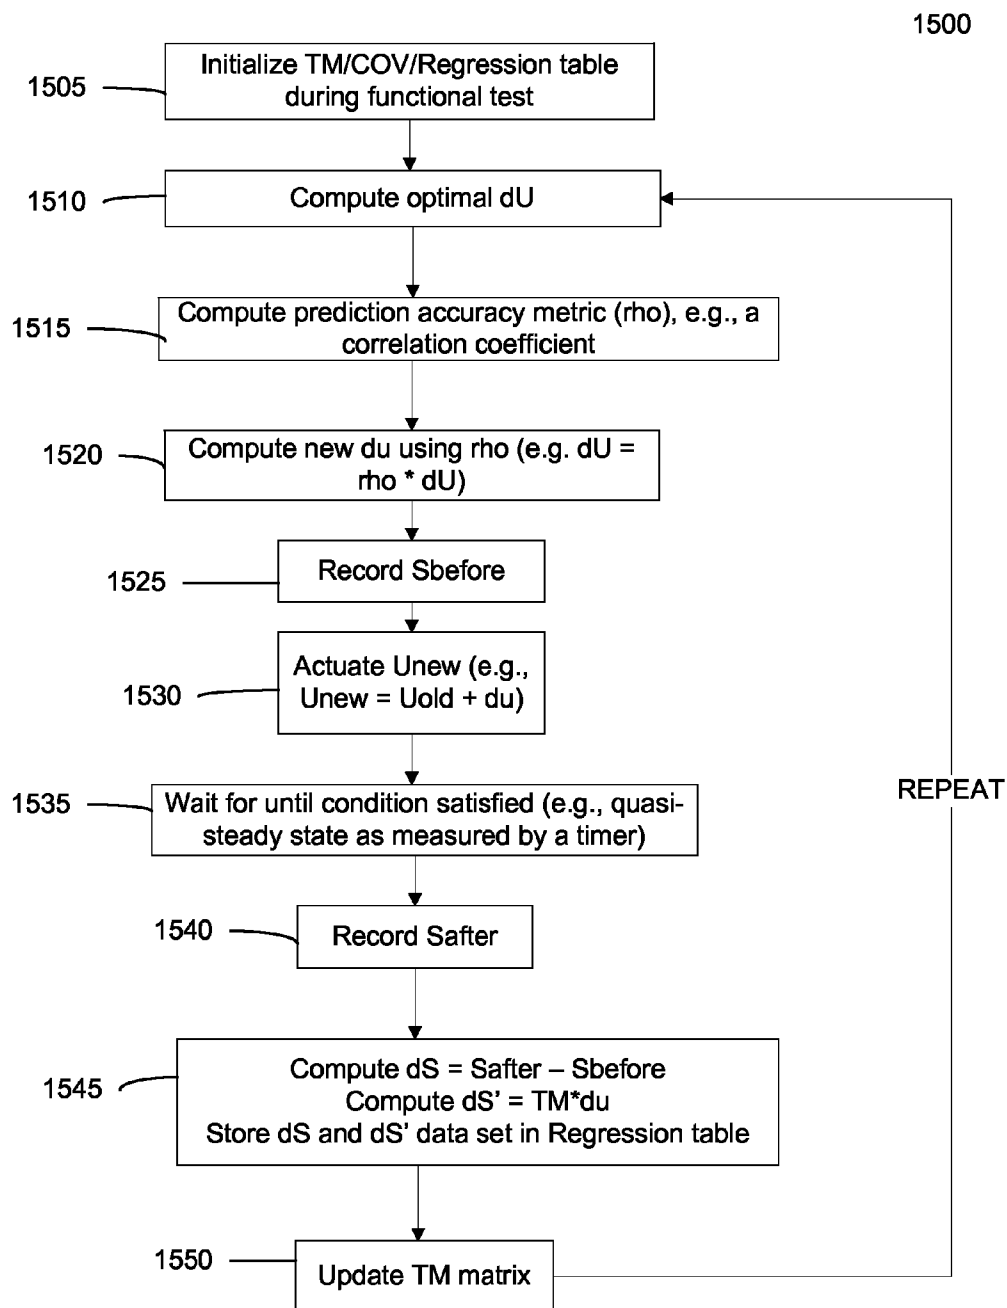 1500
Initialize TM/COV/Regression table
during functional test
1505
Compute optimal dU
1510
Compute prediction accuracy metric (rho), e.g., a
correlation coefficient
1515
Compute new du using rho (e.g. dU =
rho * dU)
1520
Record Sbefore
1525
Actuate Unew (e.g.,
Unew = Uold + du)
1530
Wait for until condition satisfied (e.g., quasi-
steady state as measured by a timer)
1535
REPEAT
Record Safter
1540
Compute dS = Safter – Sbefore
Compute dS’ = TM*du
Store dS and dS’ data set in Regression table
1545
Update TM matrix
1550